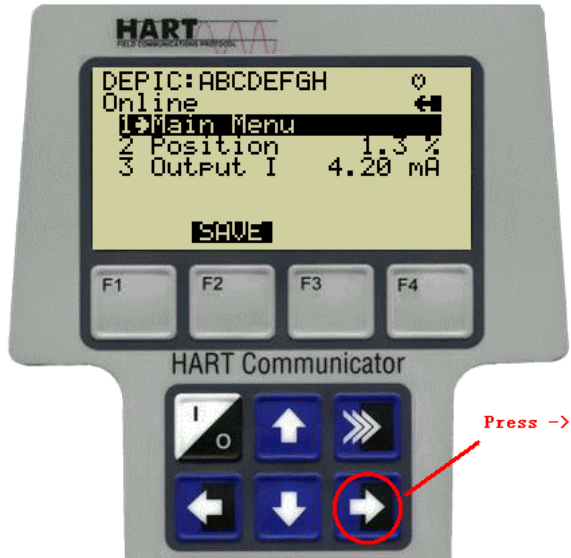 HART
FIELD COMMUNICATIONS PROTOCOL
DEPIC:ABCDEFGH
Online
1 Main Menu
2 Position 1.3 %
3 Output I 4.20 mA
SAVE
F1 F2 F3 F4
HART Communicator
I
O
Press ->